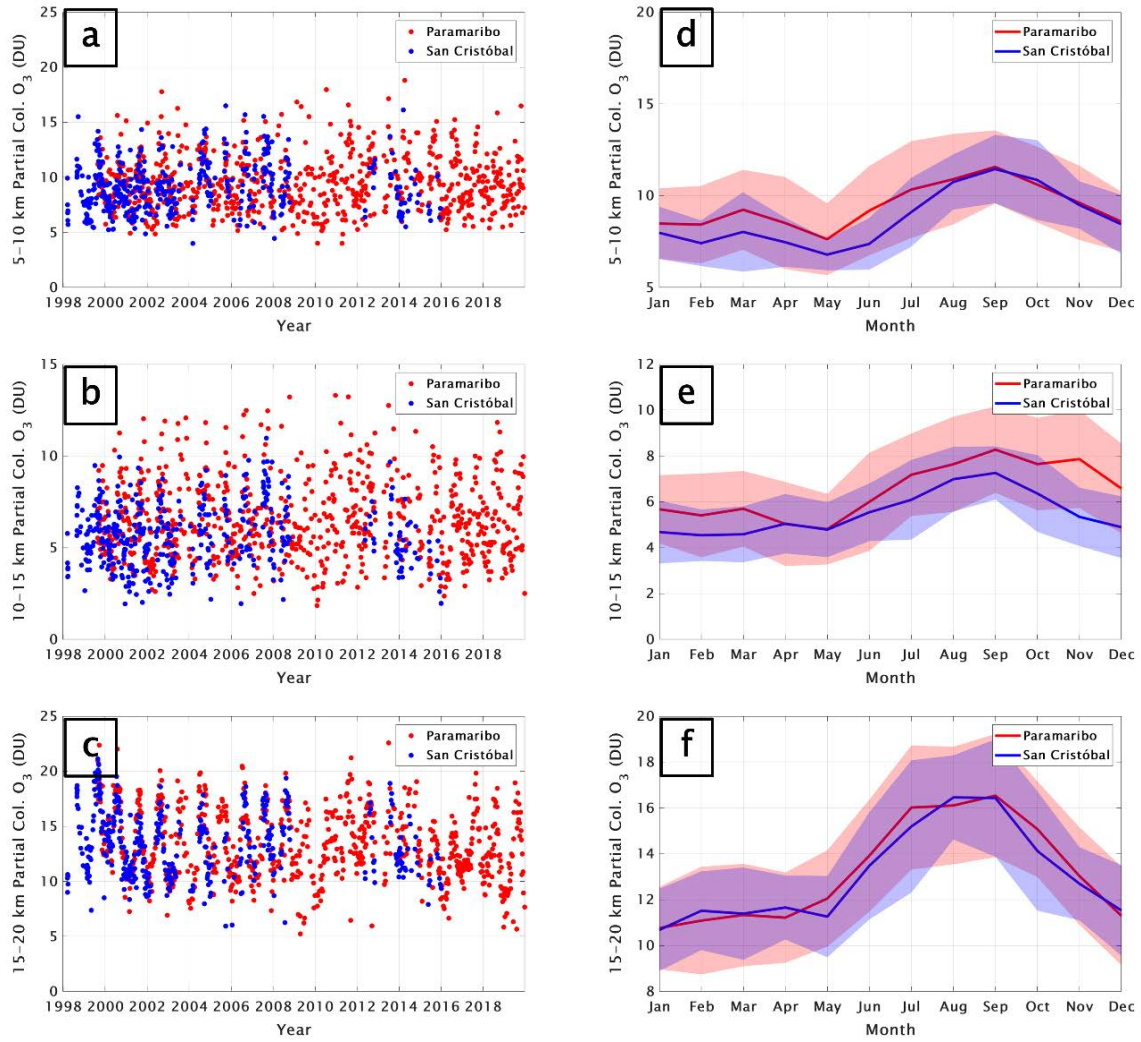 a
25
20
15
10
5
0
5−10 km Partial Col. O3 (DU)
Paramaribo
San Cristóbal
1998 2000 2002 2004 2006 2008 2010 2012 2014 2016 2018
Year
d
20
15
10
5
5−10 km Partial Col. O3 (DU)
Paramaribo
San Cristóbal
Jan Feb Mar Apr May Jun Jul Aug Sep Oct Nov Dec
Month
b
15
10
5
0
10−15 km Partial Col. O3 (DU)
Paramaribo
San Cristóbal
1998 2000 2002 2004 2006 2008 2010 2012 2014 2016 2018
Year
e
12
10
8
6
4
2
0
10−15 km Partial Col. O3 (DU)
Paramaribo
San Cristóbal
Jan Feb Mar Apr May Jun Jul Aug Sep Oct Nov Dec
Month
c
25
20
15
10
5
0
15−20 km Partial Col. O3 (DU)
Paramaribo
San Cristóbal
1998 2000 2002 2004 2006 2008 2010 2012 2014 2016 2018
Year
f
20
18
16
14
12
10
8
15−20 km Partial Col. O3 (DU)
Paramaribo
San Cristóbal
Jan Feb Mar Apr May Jun Jul Aug Sep Oct Nov Dec
Month